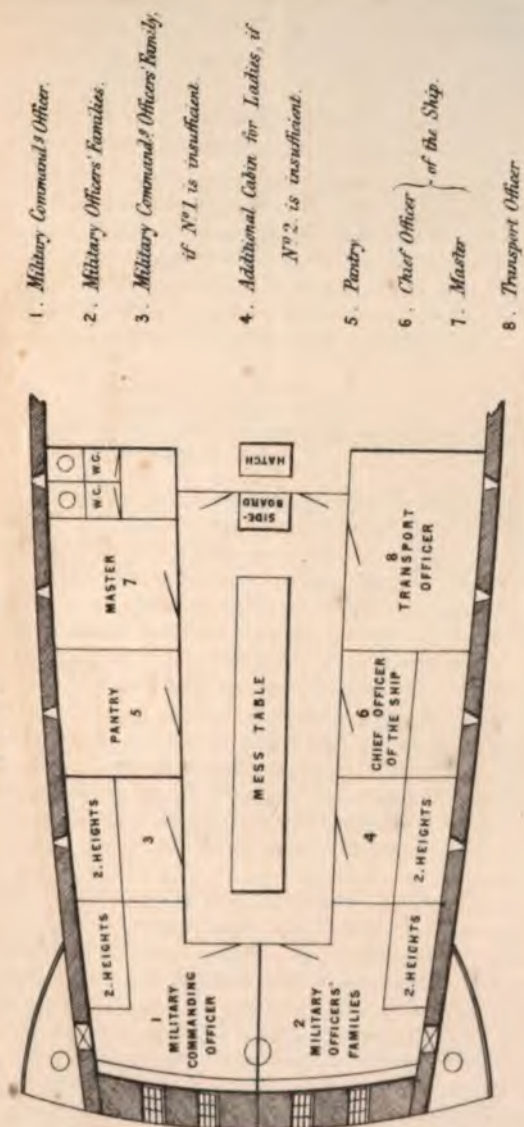 1. Military Command.g Officer.
2. Military Officers' Families.
3. Military Command.g Officers' Family,
if Nº 1 is insufficient.
4. Additional Cabin for Ladies, if
Nº 2. is insufficient.
5. Pantry
6. Chief Officer } of the Ship.
7. Master
8. Transport Officer
W.C.
W.C.
MASTER
7
PANTRY
5
2.HEIGHTS
3
2.HEIGHTS
1
MILITARY
COMMANDING
OFFICER
HATCH
SIDE-
BOARD
MESS TABLE
8
TRANSPORT
OFFICER
6
CHIEF OFFICER
OF THE SHIP
4
2.HEIGHTS
2
MILITARY
OFFICERS'
FAMILIES
2.HEIGHTS